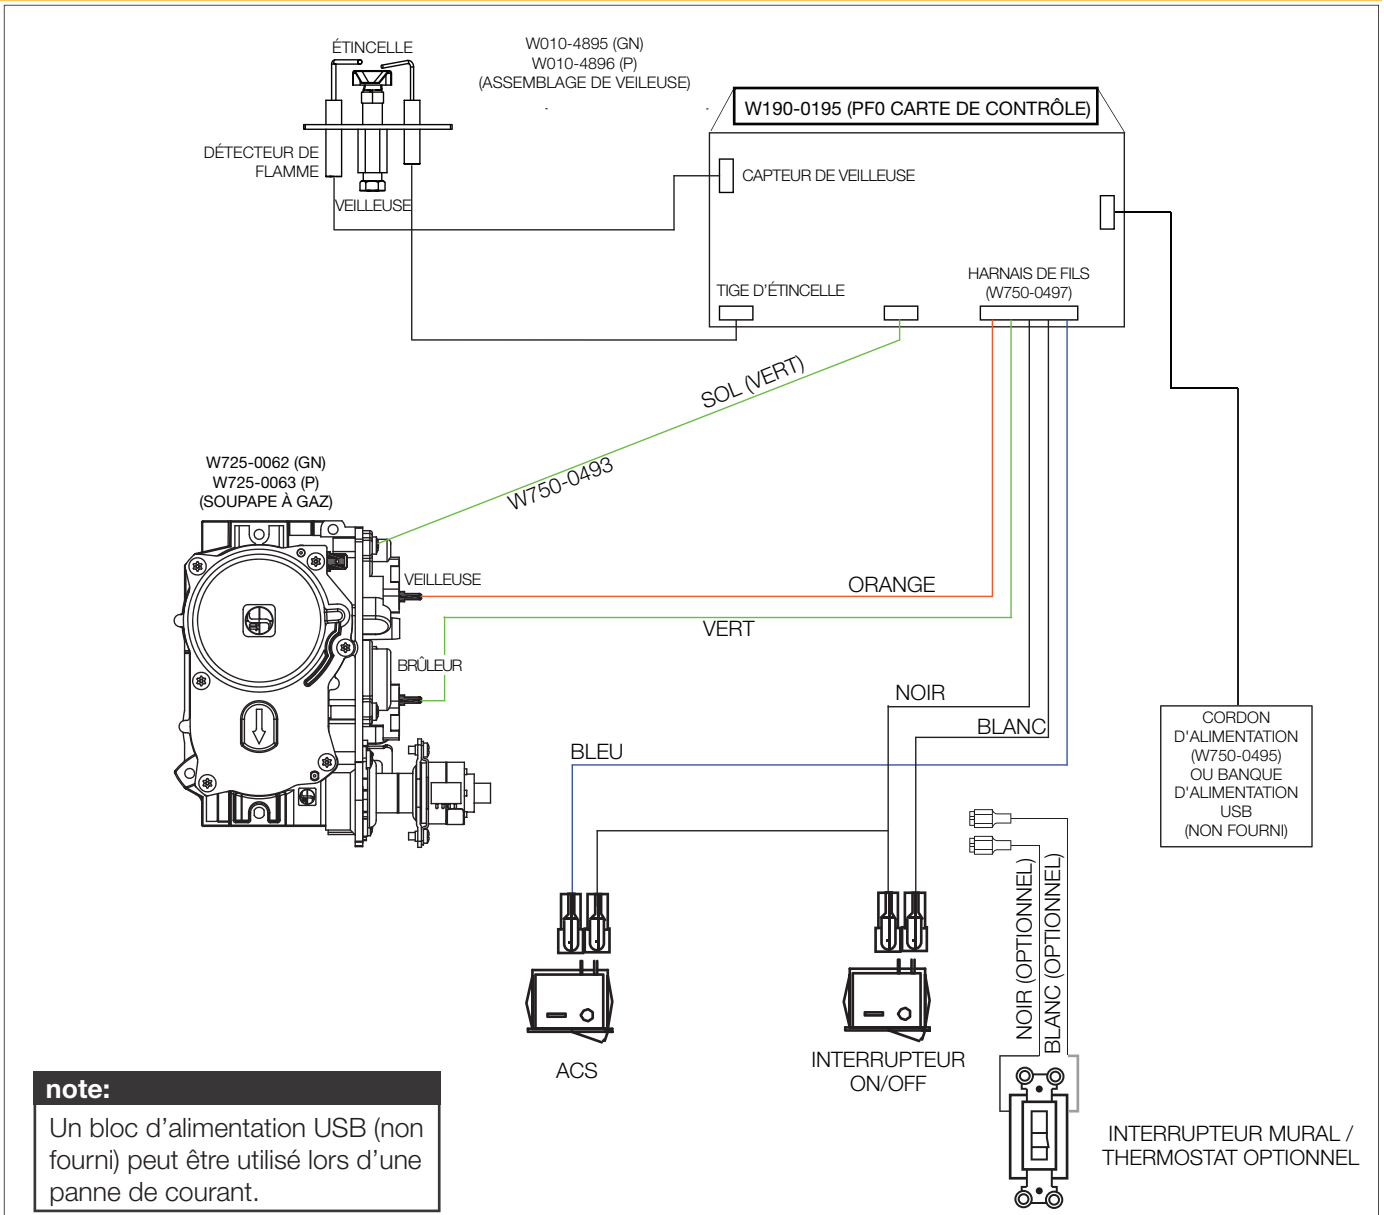 ÉTINCELLE
W010-4895 (GN)
W010-4896 (P)
(ASSEMBLAGE DE VEILEUSE)
W190-0195 (PF0 CARTE DE CONTRÔLE)
DÉTECTEUR DE
FLAMME
VEILLEUSE
CAPTEUR DE VEILLEUSE
TIGE D'ÉTINCELLE
HARNAIS DE FILS
(W750-0497)
SOL (VERT)
W750-0493
W725-0062 (GN)
W725-0063 (P)
(SOUPAPE À GAZ)
VEILLEUSE
ORANGE
VERT
BRÛLEUR
NOIR
BLANC
BLEU
CORDON
D'ALIMENTATION
(W750-0495)
OU BANQUE
D'ALIMENTATION
USB
(NON FOURNI)
NOIR (OPTIONNEL)
BLANC (OPTIONNEL)
ACS
INTERRUPTEUR
ON/OFF
INTERRUPTEUR MURAL /
THERMOSTAT OPTIONNEL
note:
Un bloc d'alimentation USB (non
fourni) peut être utilisé lors d'une
panne de courant.